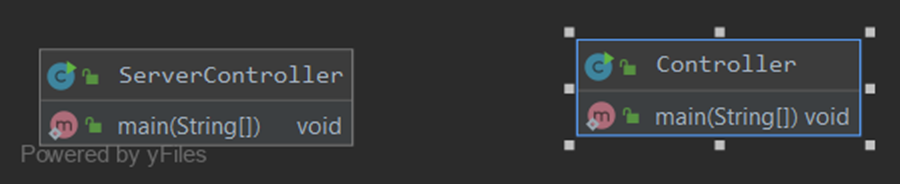 ServerController
main(String[]) void
Powered by yFiles
Controller
main(String[]) void